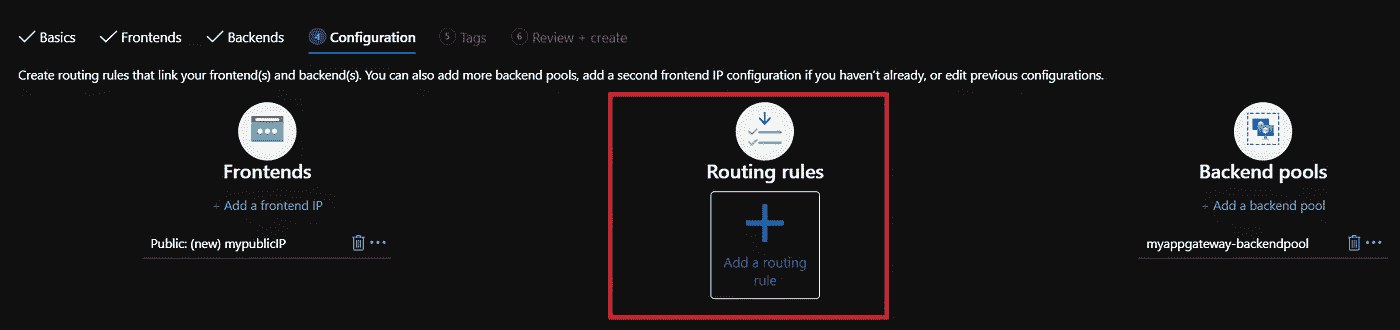 Basics Frontends Backends 4 Configuration 5 Tags 6 Review + create
Create routing rules that link your frontend(s) and backend(s). You can also add more backend pools, add a second frontend IP configuration if you haven't already, or edit previous configurations.
Frontends
+ Add a frontend IP
Public: (new) mypublicIP
Routing rules
Add a routing
rule
Backend pools
+ Add a backend pool
myappgateway-backendpool